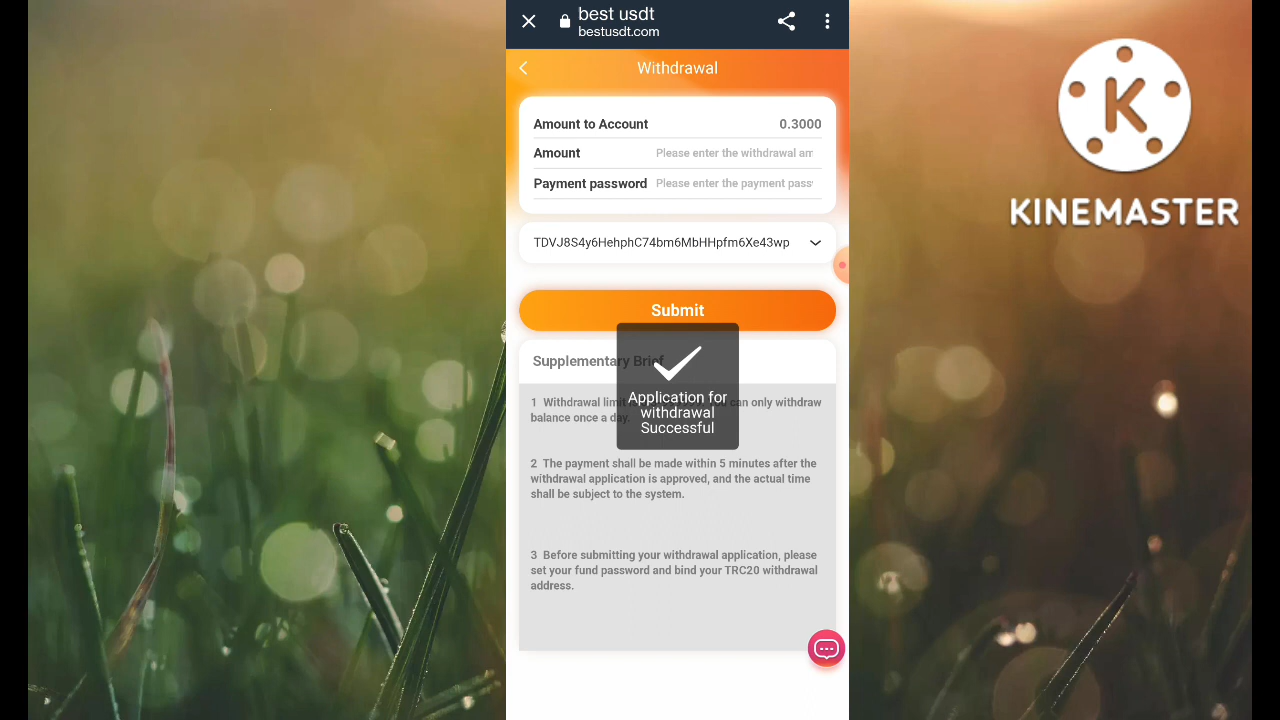 best usdt
bestusdt.com
Withdrawal
Amount to Account 0.3000
Amount Please enter the withdrawal am
Payment password Please enter the payment pass
TDVJ8S4y6HehphC74bm6MbHHpfm6Xe43wp
Submit
Supplementary Brief
Application for
withdrawal
Successful
1 Withdrawal limit can only withdraw
balance once a day.
2 The payment shall be made within 5 minutes after the
withdrawal application is approved, and the actual time
shall be subject to the system.
3 Before submitting your withdrawal application, please
set your fund password and bind your TRC20 withdrawal
address.
K
KINEMASTER